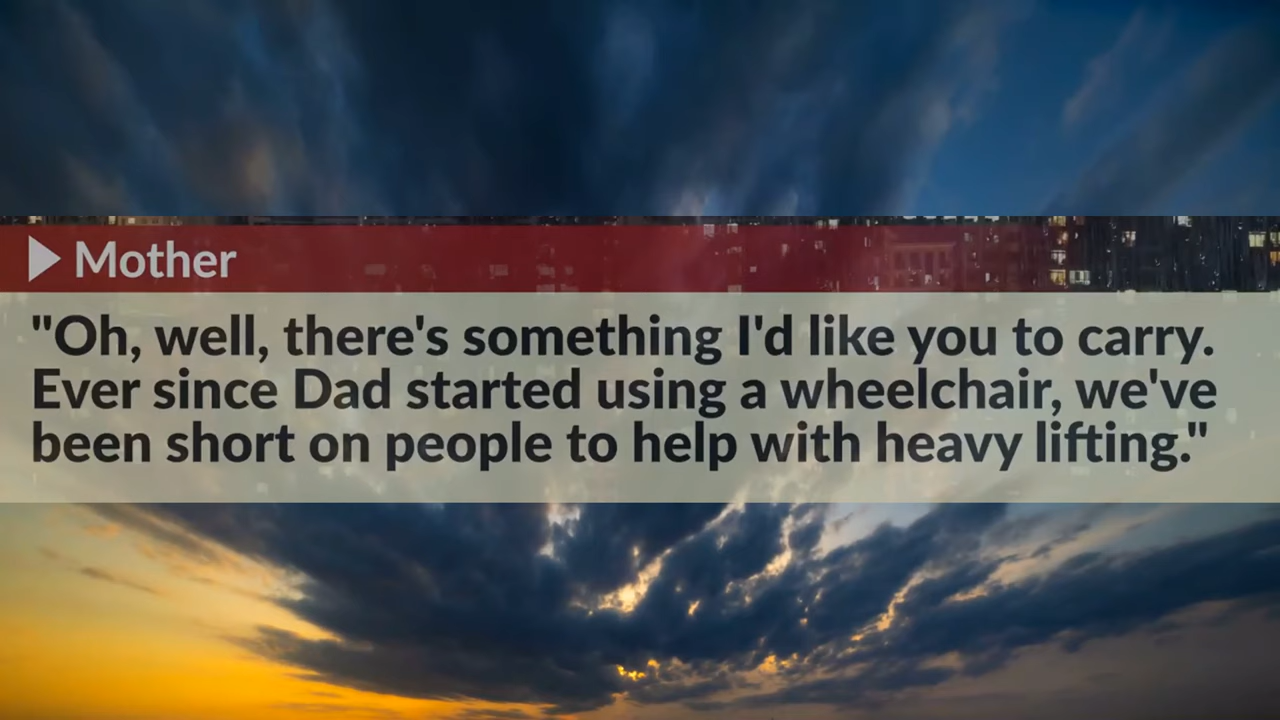 Mother
"Oh, well, there's something I'd like you to carry.
Ever since Dad started using a wheelchair, we've
been short on people to help with heavy lifting."